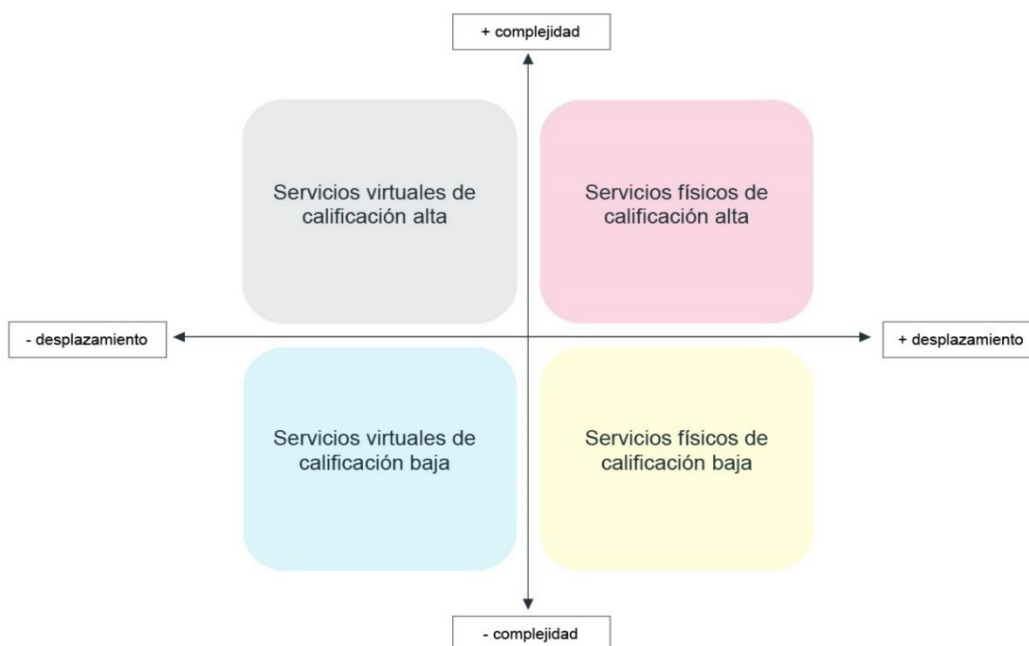 + complejidad
Servicios virtuales de
calificación alta
Servicios físicos de
calificación alta
- desplazamiento
+ desplazamiento
Servicios virtuales de
calificación baja
Servicios físicos de
calificación baja
- complejidad